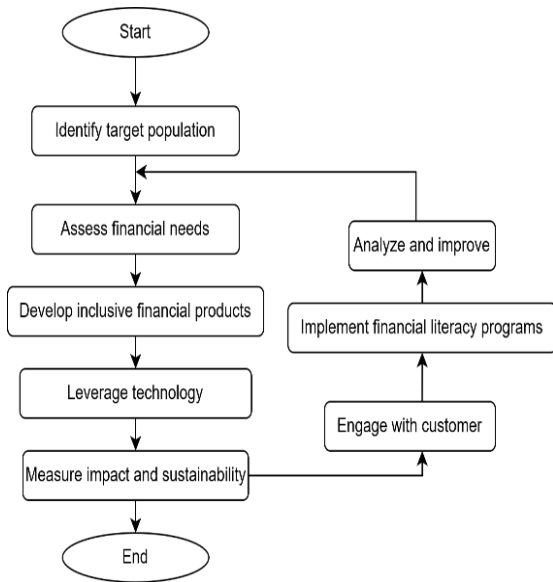 Start
Identify target population
Assess financial needs
Develop inclusive financial products
Leverage technology
Measure impact and sustainability
End
Analyze and improve
Implement financial literacy programs
Engage with customer